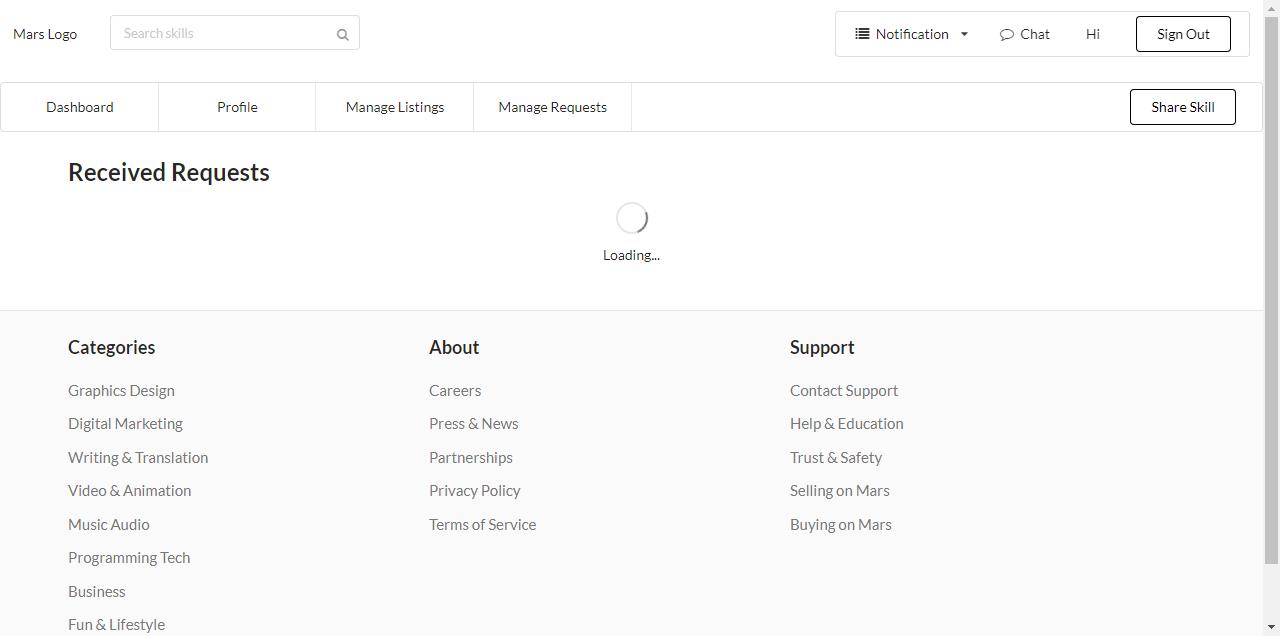 Mars Logo
Search skills
Notification
Chat
Hi
Sign Out
Dashboard
Profile
Manage Listings
Manage Requests
Share Skill
Received Requests
Loading...
Categories
Graphics Design
Digital Marketing
Writing & Translation
Video & Animation
Music Audio
Programming Tech
Business
Fun & Lifestyle
About
Careers
Press & News
Partnerships
Privacy Policy
Terms of Service
Support
Contact Support
Help & Education
Trust & Safety
Selling on Mars
Buying on Mars